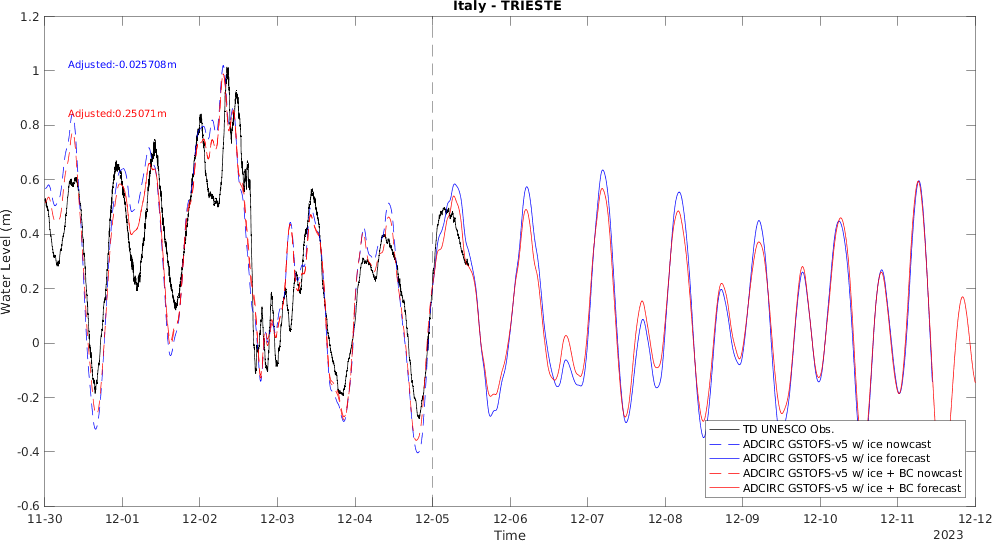 Italy - TRIESTE
Adjusted:-0.025708m
Adjusted:0.25071m
Water Level (m)
1.2
1
0.8
0.6
0.4
0.2
0
-0.2
-0.4
-0.6
TD UNESCO Obs.
ADCIRC GSTOFS-v5 w/ ice nowcast
ADCIRC GSTOFS-v5 w/ ice forecast
ADCIRC GSTOFS-v5 w/ ice + BC nowcast
ADCIRC GSTOFS-v5 w/ ice + BC forecast
11-30 12-01 12-02 12-03 12-04 12-05 12-06 12-07 12-08 12-09 12-10 12-11 12-12
Time
2023